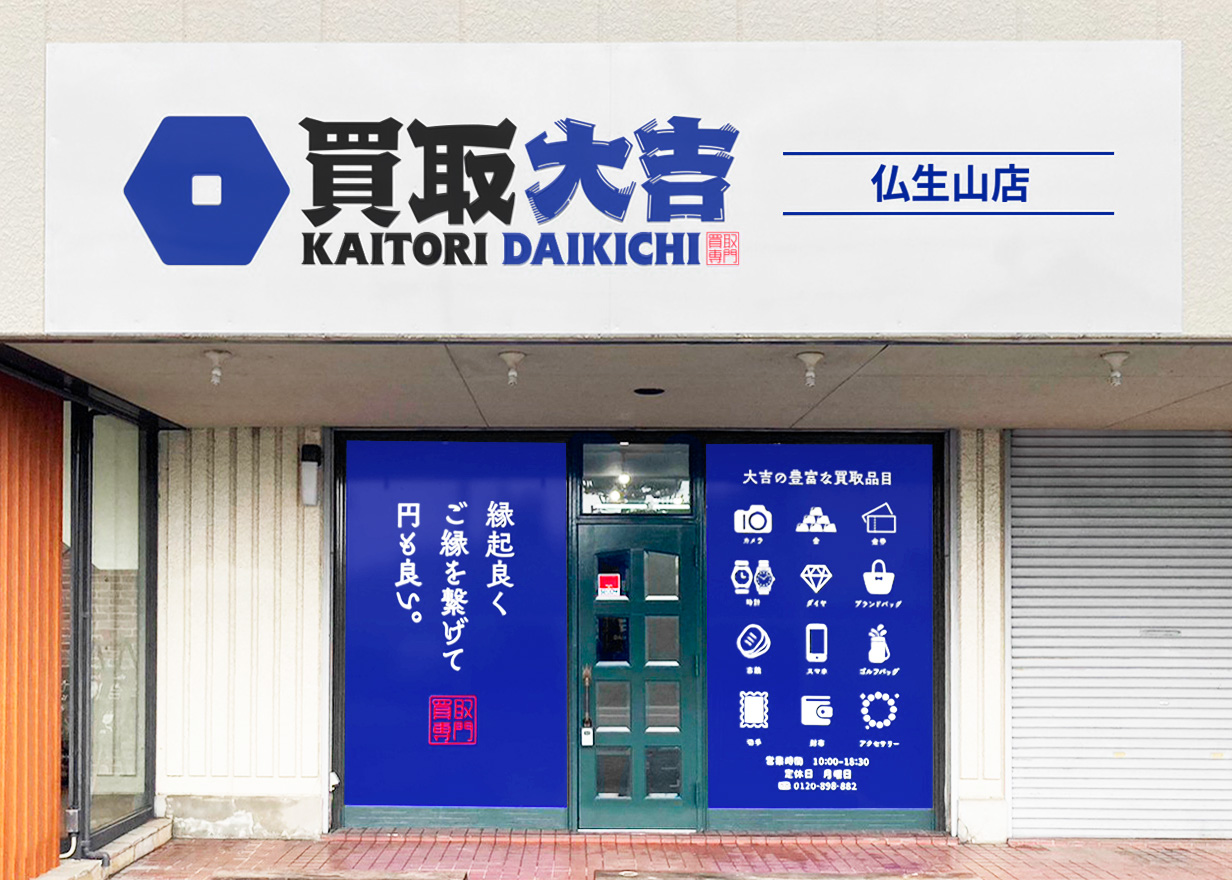 買取大吉
KAITORI DAIKICHI
買取
専門
仏生山店
縁起良く
ご縁を繋げて
円も良い。
買取
専門
大吉の豊富な買取品目
カメラ
金
金券
時計
ダイヤ
ブランドバッグ
古銭
スマホ
ゴルフバッグ
切手
財布
アクセサリー
営業時間 10:00-18:30
定休日 月曜日
0120-898-882